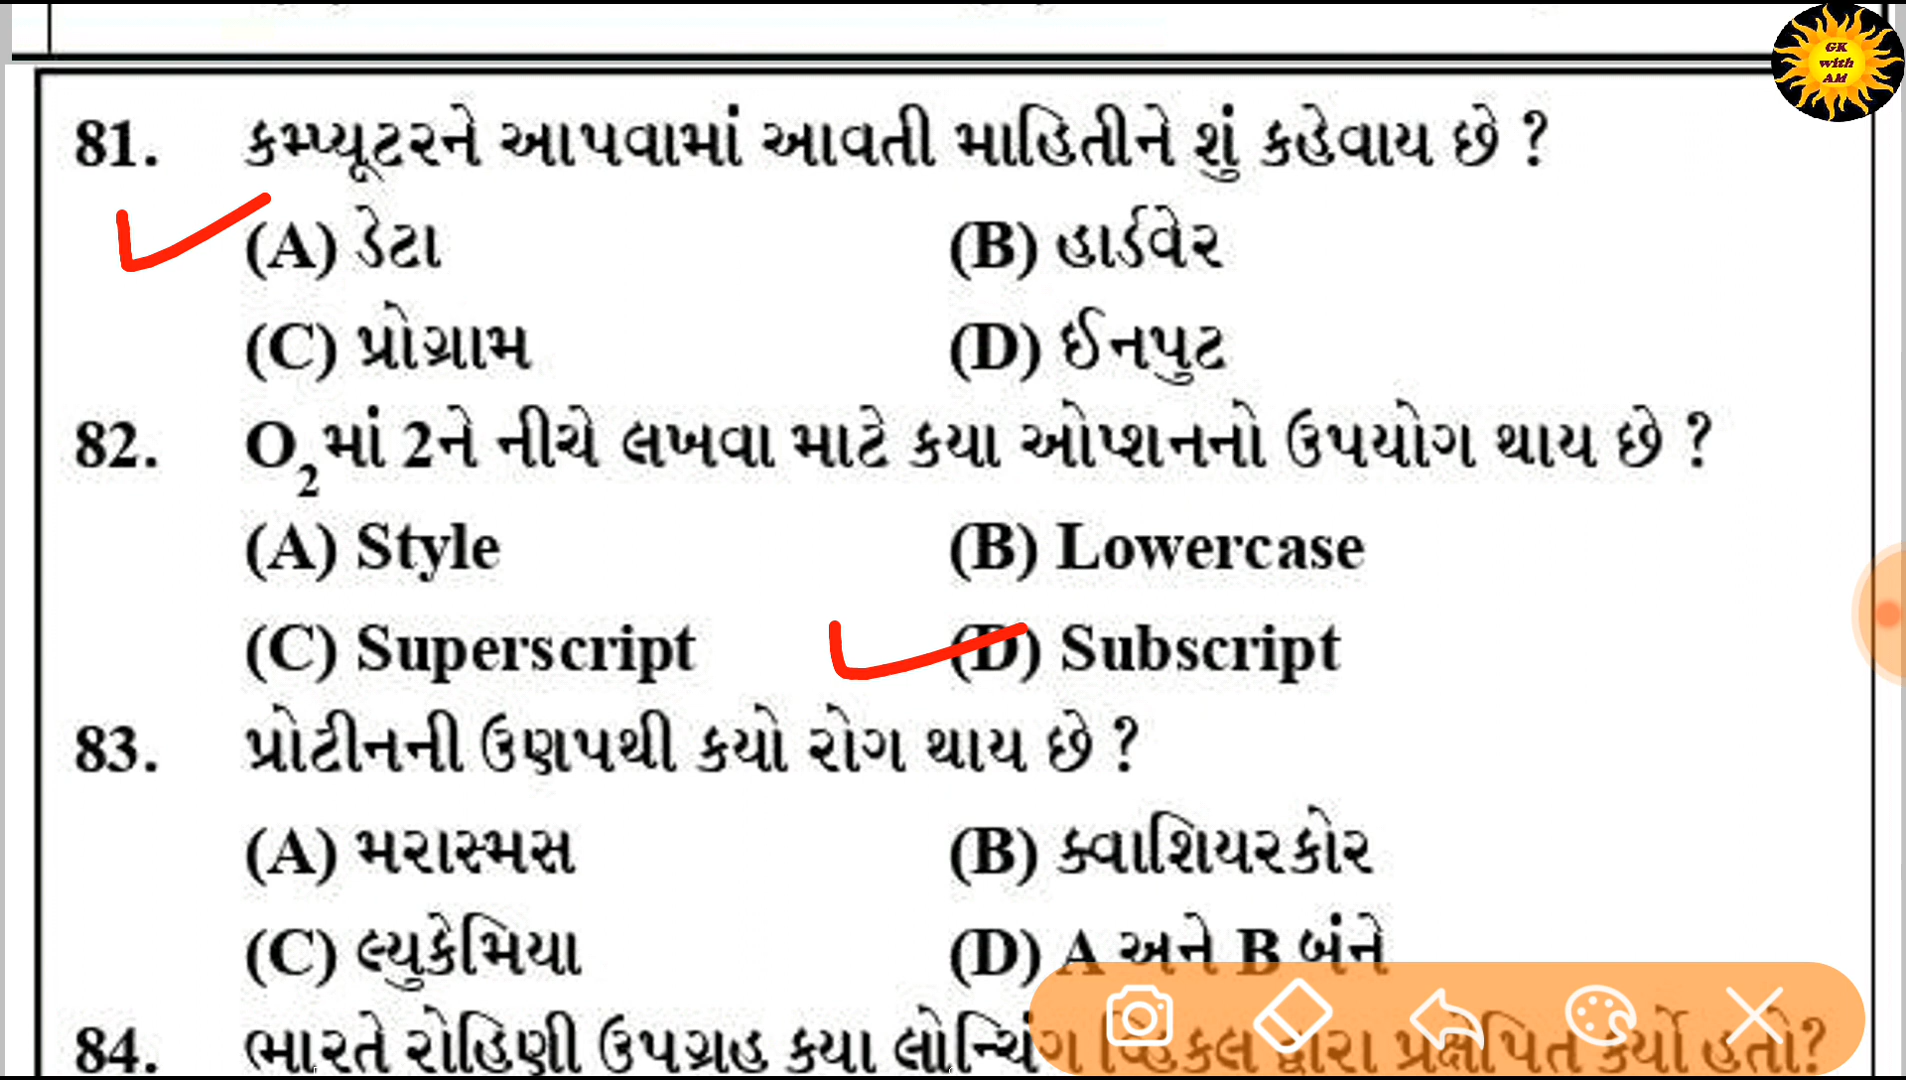 GK
with
AM
81. કમ્પ્યૂટરને આપવામાં આવતી માહિતીને શું કહેવાય છે ?
(A) ડેટા (B) હાર્ડવેર
(C) પ્રોગ્રામ (D) ઈનપુટ
82. O₂માં 2ને નીચે લખવા માટે કયા ઓપ્શનનો ઉપયોગ થાય છે ?
(A) Style (B) Lowercase
(C) Superscript (D) Subscript
83. પ્રોટીનની ઉણપથી કયો રોગ થાય છે ?
(A) મરાસ્મસ (B) ક્વાશિયરકોર
(C) લ્યુકેમિયા (D) A અને B બંને
84. ભારતે રોહિણી ઉપગ્રહ કયા લોન્ચિંગ વ્હિકલ દ્વારા પ્રક્ષેપિત કર્યો હતો?